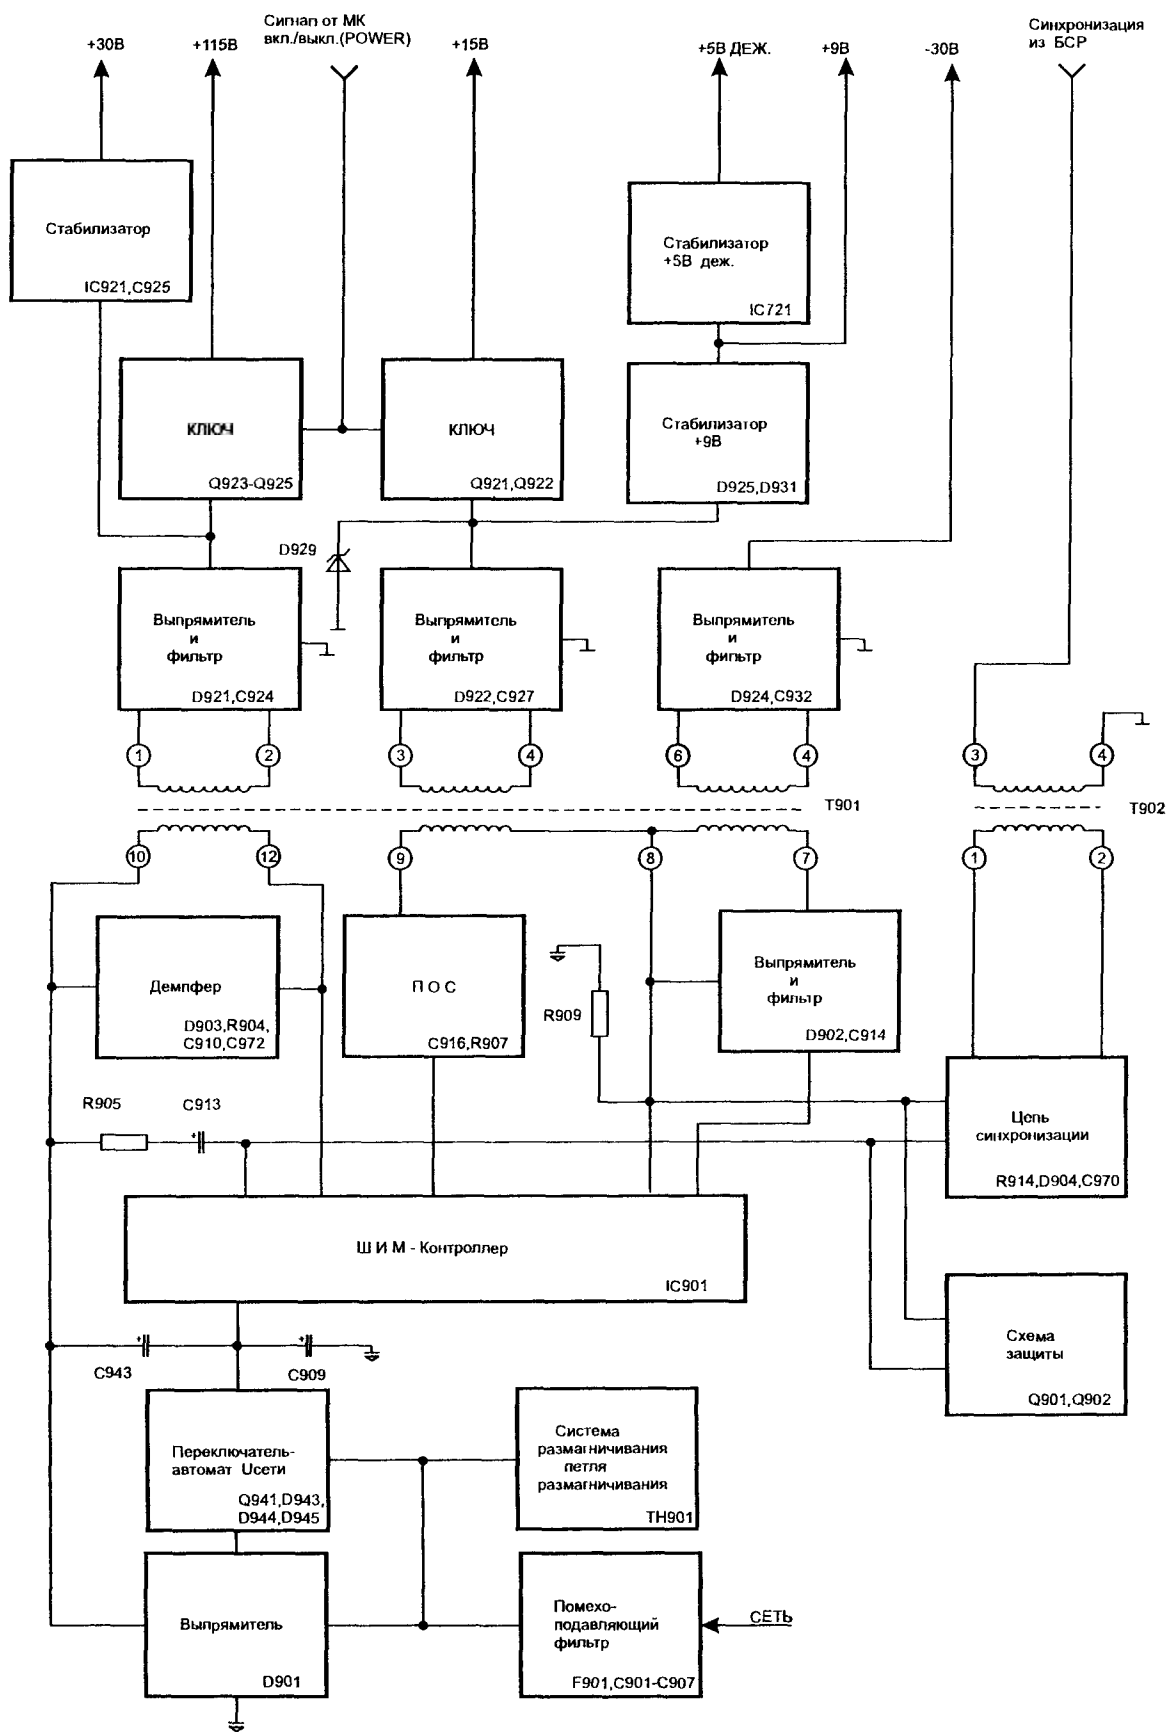 Сигнал от МК
вкл./выкл.(POWER)
Синхронизация
из БСР
+30В
+115В
+15В
+5В ДЕЖ.
+9В
-30В
Стабилизатор
IC921,C925
Стабилизатор
+5В деж.
IC721
КЛЮЧ
Q923-Q925
КЛЮЧ
Q921,Q922
Стабилизатор
+9В
D925,D931
D929
Выпрямитель
и
фильтр
D921,C924
Выпрямитель
и
фильтр
D922,C927
Выпрямитель
и
фильтр
D924,C932
1
2
3
4
6
4
3
4
T901
T902
10
12
9
8
7
1
2
Демпфер
D903,R904,
C910,C972
П О С
C916,R907
R909
Выпрямитель
и
фильтр
D902,C914
R905
C913
+
Цепь
синхронизации
R914,D904,C970
Ш И М - Контроллер
IC901
Схема
защиты
Q901,Q902
+
C943
+
C909
Переключатель-
автомат Uсети
Q941,D943,
D944,D945
Система
размагничивания
петля
размагничивания
TH901
Выпрямитель
D901
Помехо-
подавляющий
фильтр
F901,C901-C907
СЕТЬ